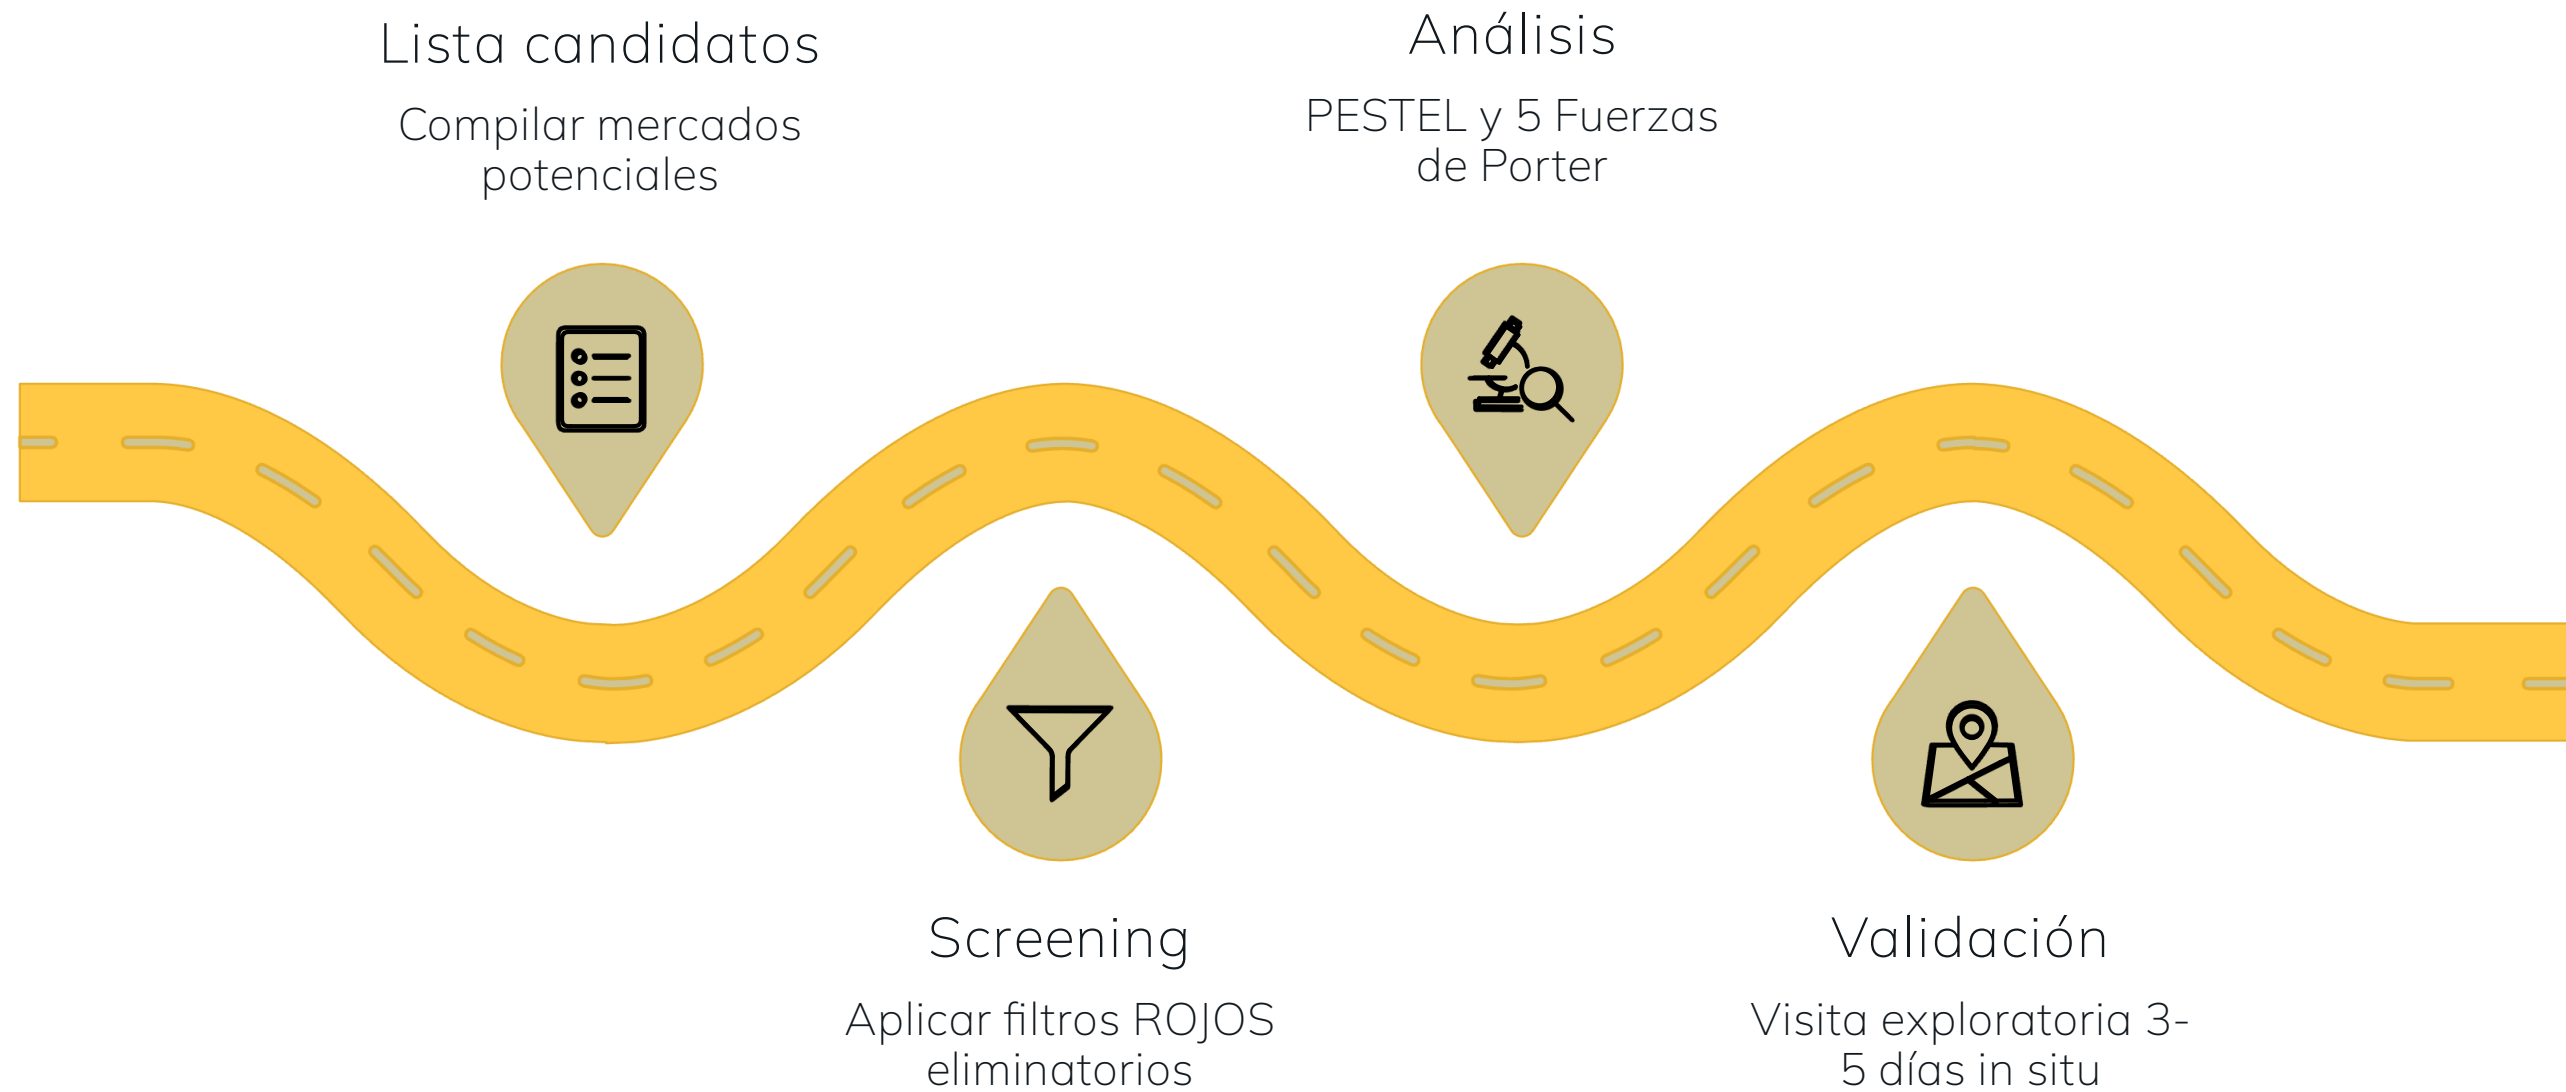 Lista candidatos
Compilar mercados
potenciales
Screening
Aplicar filtros ROJOS
eliminatorios
Análisis
PESTEL y 5 Fuerzas
de Porter
Validación
Visita exploratoria 3-
5 días in situ